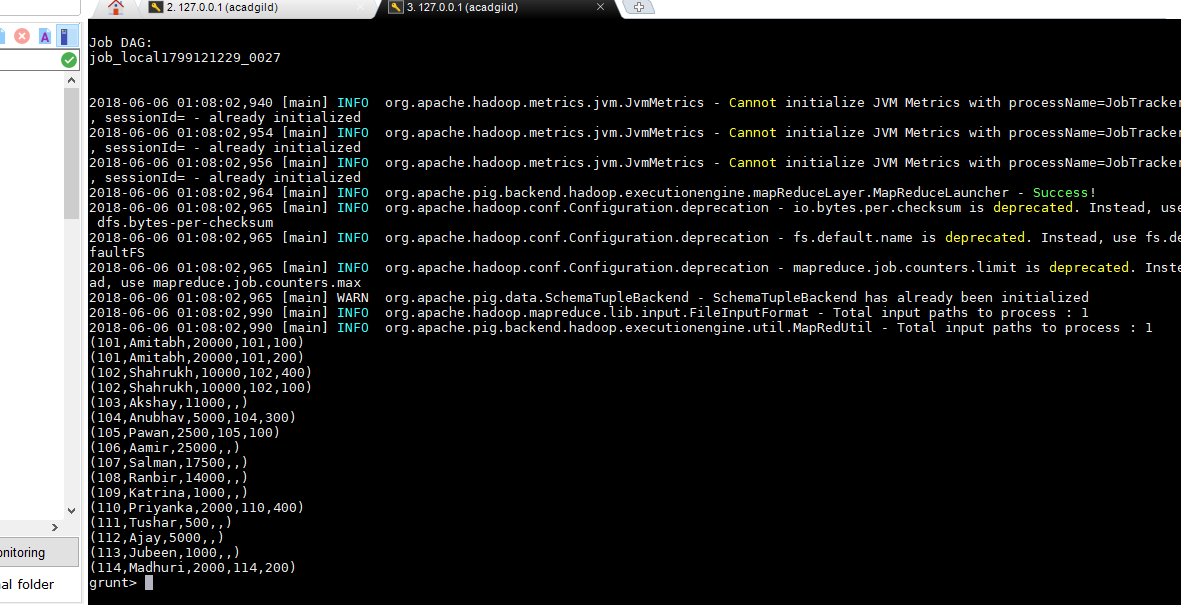 2. 127.0.0.1 (acadgild)
3. 127.0.0.1 (acadgild)
Job DAG:
job_local1799121229_0027
2018-06-06 01:08:02,940 [main] INFO  org.apache.hadoop.metrics.jvm.JvmMetrics - Cannot initialize JVM Metrics with processName=JobTracker
, sessionId= - already initialized
2018-06-06 01:08:02,954 [main] INFO  org.apache.hadoop.metrics.jvm.JvmMetrics - Cannot initialize JVM Metrics with processName=JobTracker
, sessionId= - already initialized
2018-06-06 01:08:02,956 [main] INFO  org.apache.hadoop.metrics.jvm.JvmMetrics - Cannot initialize JVM Metrics with processName=JobTracker
, sessionId= - already initialized
2018-06-06 01:08:02,964 [main] INFO  org.apache.pig.backend.hadoop.executionengine.mapReduceLayer.MapReduceLauncher - Success!
2018-06-06 01:08:02,965 [main] INFO  org.apache.hadoop.conf.Configuration.deprecation - io.bytes.per.checksum is deprecated. Instead, use
dfs.bytes-per-checksum
2018-06-06 01:08:02,965 [main] INFO  org.apache.hadoop.conf.Configuration.deprecation - fs.default.name is deprecated. Instead, use fs.de
faultFS
2018-06-06 01:08:02,965 [main] INFO  org.apache.hadoop.conf.Configuration.deprecation - mapreduce.job.counters.limit is deprecated. Inste
ad, use mapreduce.job.counters.max
2018-06-06 01:08:02,965 [main] WARN  org.apache.pig.data.SchemaTupleBackend - SchemaTupleBackend has already been initialized
2018-06-06 01:08:02,990 [main] INFO  org.apache.hadoop.mapreduce.lib.input.FileInputFormat - Total input paths to process : 1
2018-06-06 01:08:02,990 [main] INFO  org.apache.pig.backend.hadoop.executionengine.util.MapRedUtil - Total input paths to process : 1
(101,Amitabh,20000,101,100)
(101,Amitabh,20000,101,200)
(102,Shahrukh,10000,102,400)
(102,Shahrukh,10000,102,100)
(103,Akshay,11000,,)
(104,Anubhav,5000,104,300)
(105,Pawan,2500,105,100)
(106,Aamir,25000,,)
(107,Salman,17500,,)
(108,Ranbir,14000,,)
(109,Katrina,1000,,)
(110,Priyanka,2000,110,400)
(111,Tushar,500,,)
(112,Ajay,5000,,)
(113,Jubeen,1000,,)
(114,Madhuri,2000,114,200)
grunt>
onitoring
al folder